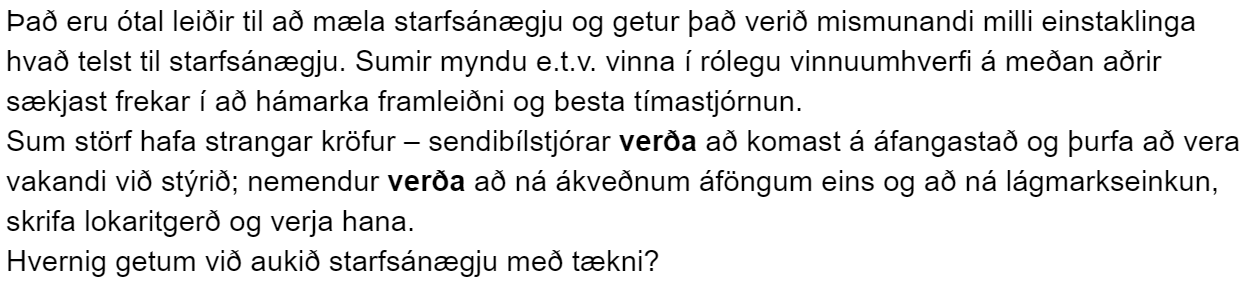 Það eru ótal leiðir til að mæla starfsánægju og getur það verið mismunandi milli einstaklinga
hvað telst til starfsánægju. Sumir myndu e.t.v. vinna í rólegu vinnuumhverfi á meðan aðrir
sækjast frekar í að hámarka framleiðni og besta tímastjórnun.
Sum störf hafa strangar kröfur – sendibílstjórar verða að komast á áfangastað og þurfa að vera
vakandi við stýrið; nemendur verða að ná ákveðnum áföngum eins og að ná lágmarkseinkun,
skrifa lokaritgerð og verja hana.
Hvernig getum við aukið starfsánægju með tækni?